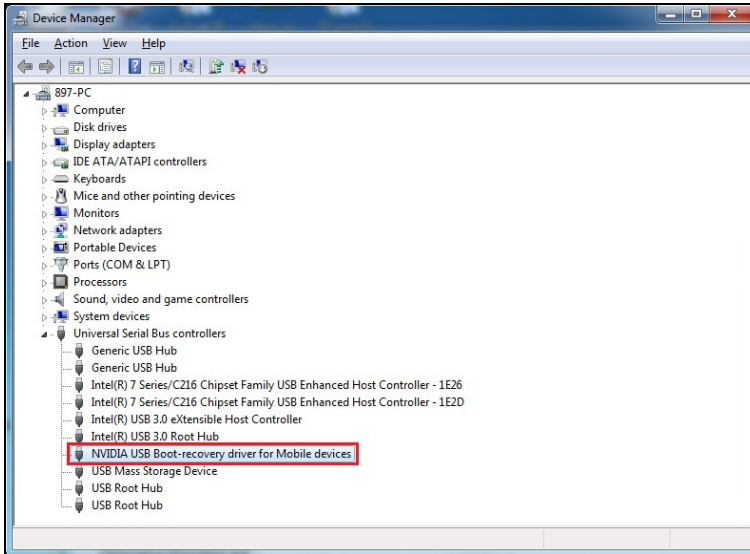 Device Manager
File Action View Help
897-PC
Computer
Disk drives
Display adapters
IDE ATA/ATAPI controllers
Keyboards
Mice and other pointing devices
Monitors
Network adapters
Portable Devices
Ports (COM & LPT)
Processors
Sound, video and game controllers
System devices
Universal Serial Bus controllers
Generic USB Hub
Generic USB Hub
Intel(R) 7 Series/C216 Chipset Family USB Enhanced Host Controller - 1E26
Intel(R) 7 Series/C216 Chipset Family USB Enhanced Host Controller - 1E2D
Intel(R) USB 3.0 eXtensible Host Controller
Intel(R) USB 3.0 Root Hub
NVIDIA USB Boot-recovery driver for Mobile devices
USB Mass Storage Device
USB Root Hub
USB Root Hub